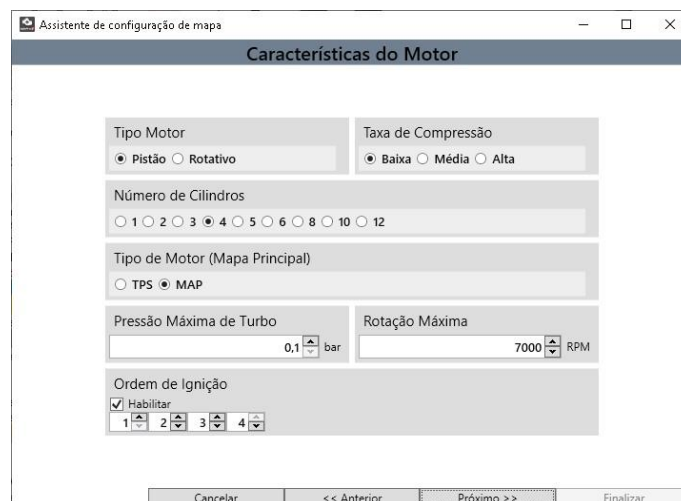 Assistente de configuração de mapa
Características do Motor
Tipo Motor
Pistão Rotativo
Taxa de Compressão
Baixa Média Alta
Número de Cilindros
1 2 3 4 5 6 8 10 12
Tipo de Motor (Mapa Principal)
TPS MAP
Pressão Máxima de Turbo
0,1 bar
Rotação Máxima
7000 RPM
Ordem de Ignição
Habilitar
1 2 3 4
Cancelar << Anterior Próximo >> Finalizar